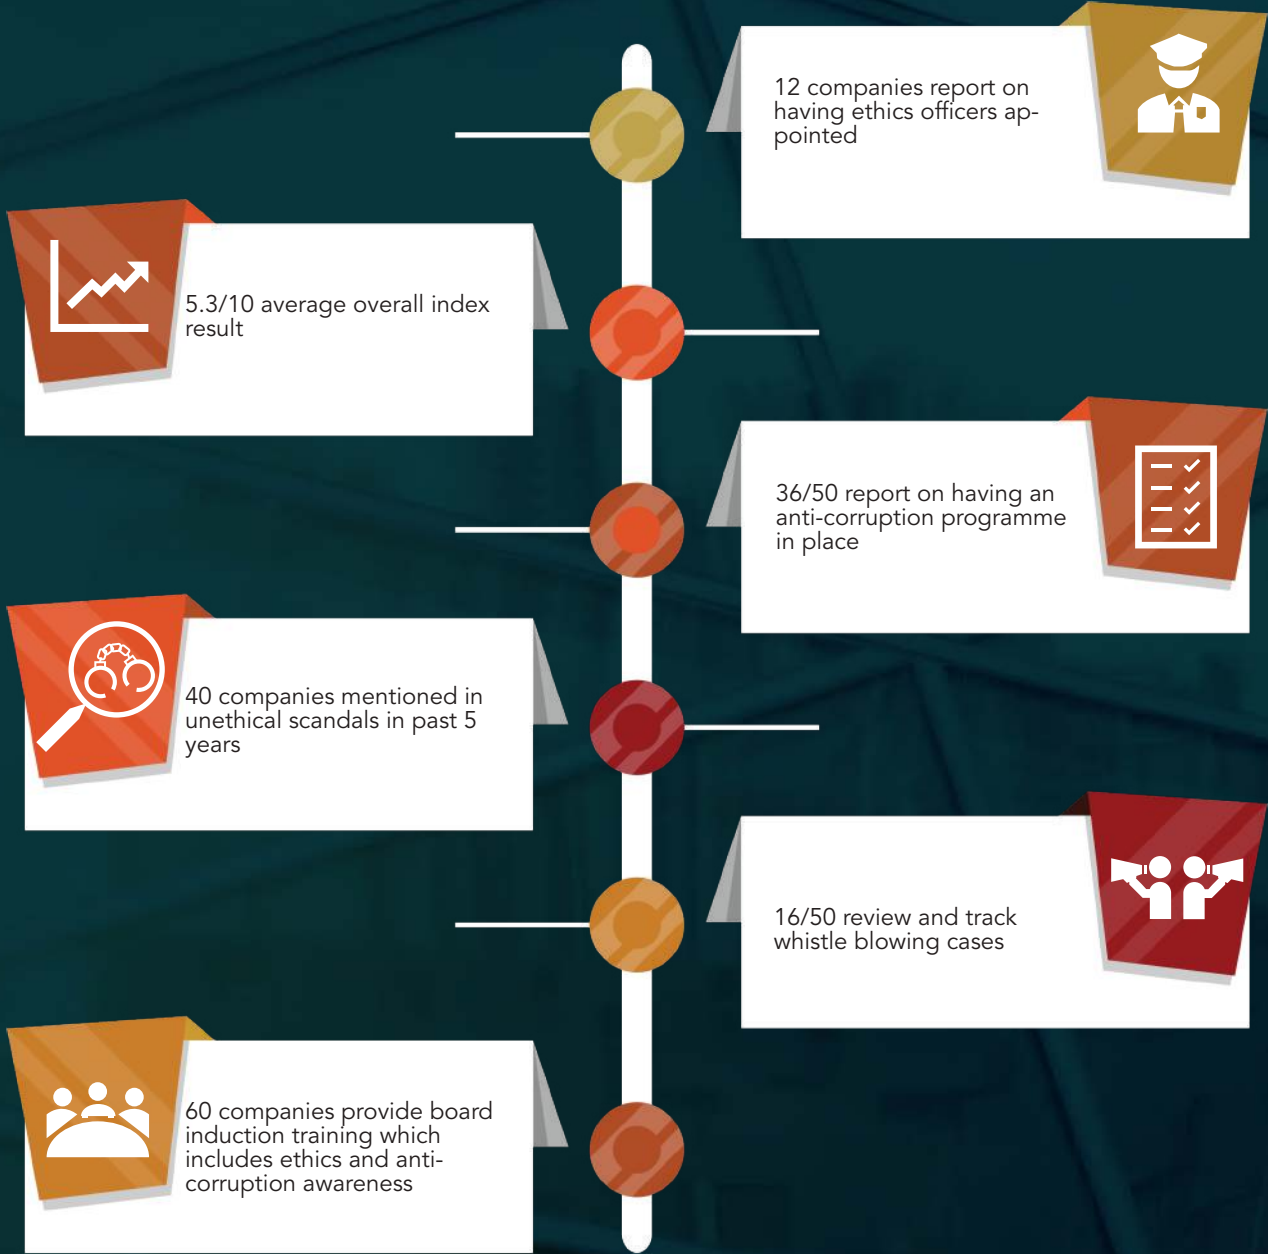 12 companies report on
having ethics officers ap-
pointed
5.3/10 average overall index
result
36/50 report on having an
anti-corruption programme
in place
40 companies mentioned in
unethical scandals in past 5
years
16/50 review and track
whistle blowing cases
60 companies provide board
induction training which
includes ethics and anti-
corruption awareness